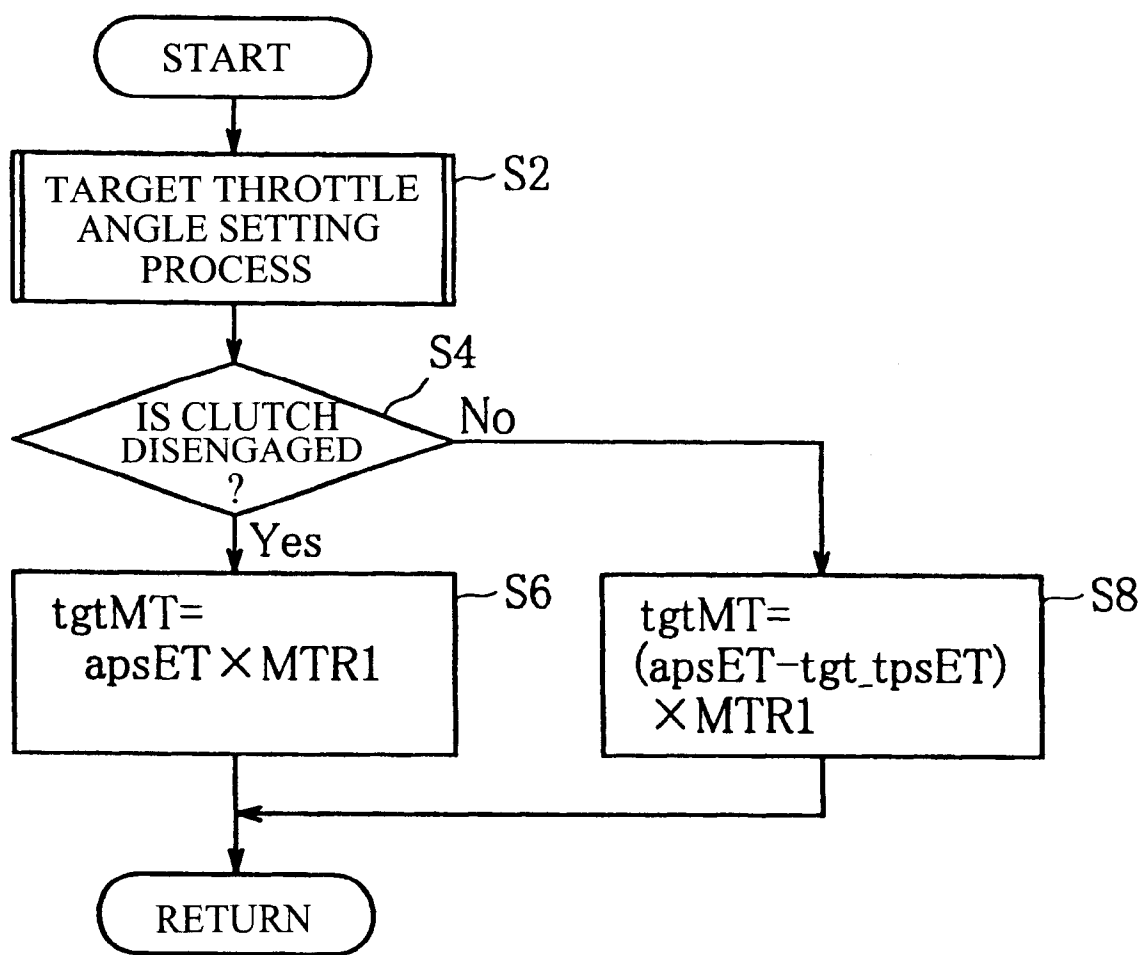 START
TARGET THROTTLE
ANGLE SETTING
PROCESS
S2
S4
IS CLUTCH
DISENGAGED
?
No
Yes
tgtMT=
apsET×MTR1
S6
tgtMT=
(apsET-tgt_tpsET)
×MTR1
S8
RETURN